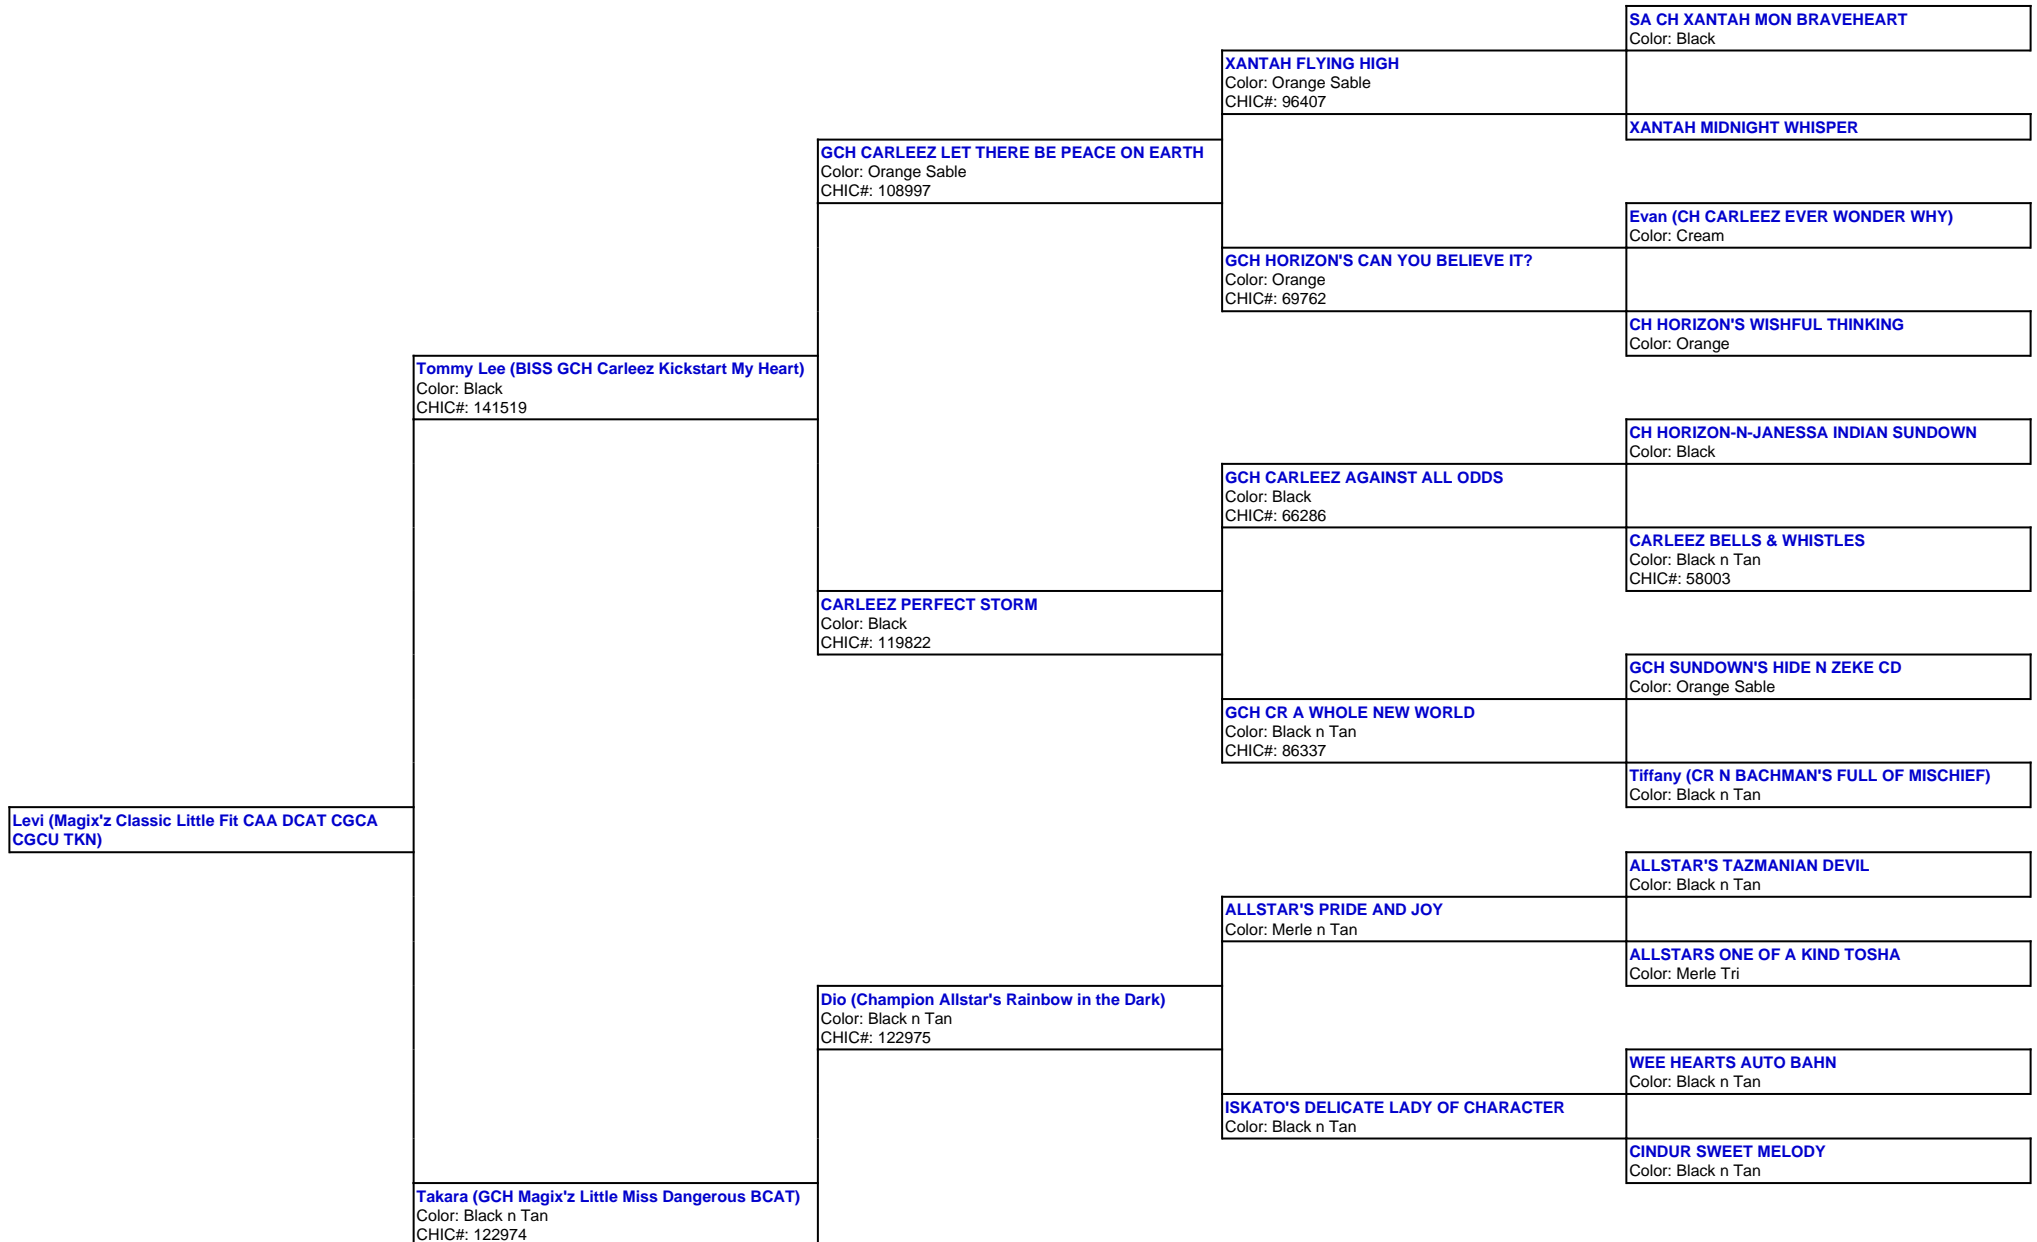 SA CH XANTAH MON BRAVEHEART
Color: Black
XANTAH FLYING HIGH
Color: Orange Sable
CHIC#: 96407
XANTAH MIDNIGHT WHISPER
GCH CARLEEZ LET THERE BE PEACE ON EARTH
Color: Orange Sable
CHIC#: 108997
Evan (CH CARLEEZ EVER WONDER WHY)
Color: Cream
GCH HORIZON'S CAN YOU BELIEVE IT?
Color: Orange
CHIC#: 69762
CH HORIZON'S WISHFUL THINKING
Color: Orange
Tommy Lee (BISS GCH Carleez Kickstart My Heart)
Color: Black
CHIC#: 141519
CH HORIZON-N-JANESSA INDIAN SUNDOWN
Color: Black
GCH CARLEEZ AGAINST ALL ODDS
Color: Black
CHIC#: 66286
CARLEEZ BELLS & WHISTLES
Color: Black n Tan
CHIC#: 58003
CARLEEZ PERFECT STORM
Color: Black
CHIC#: 119822
GCH SUNDOWN'S HIDE N ZEKE CD
Color: Orange Sable
GCH CR A WHOLE NEW WORLD
Color: Black n Tan
CHIC#: 86337
Tiffany (CR N BACHMAN'S FULL OF MISCHIEF)
Color: Black n Tan
Levi (Magix'z Classic Little Fit CAA DCAT CGCA
CGCU TKN)
ALLSTAR'S TAZMANIAN DEVIL
Color: Black n Tan
ALLSTAR'S PRIDE AND JOY
Color: Merle n Tan
ALLSTARS ONE OF A KIND TOSHA
Color: Merle Tri
Dio (Champion Allstar's Rainbow in the Dark)
Color: Black n Tan
CHIC#: 122975
WEE HEARTS AUTO BAHN
Color: Black n Tan
ISKATO'S DELICATE LADY OF CHARACTER
Color: Black n Tan
CINDUR SWEET MELODY
Color: Black n Tan
Takara (GCH Magix'z Little Miss Dangerous BCAT)
Color: Black n Tan
CHIC#: 122974